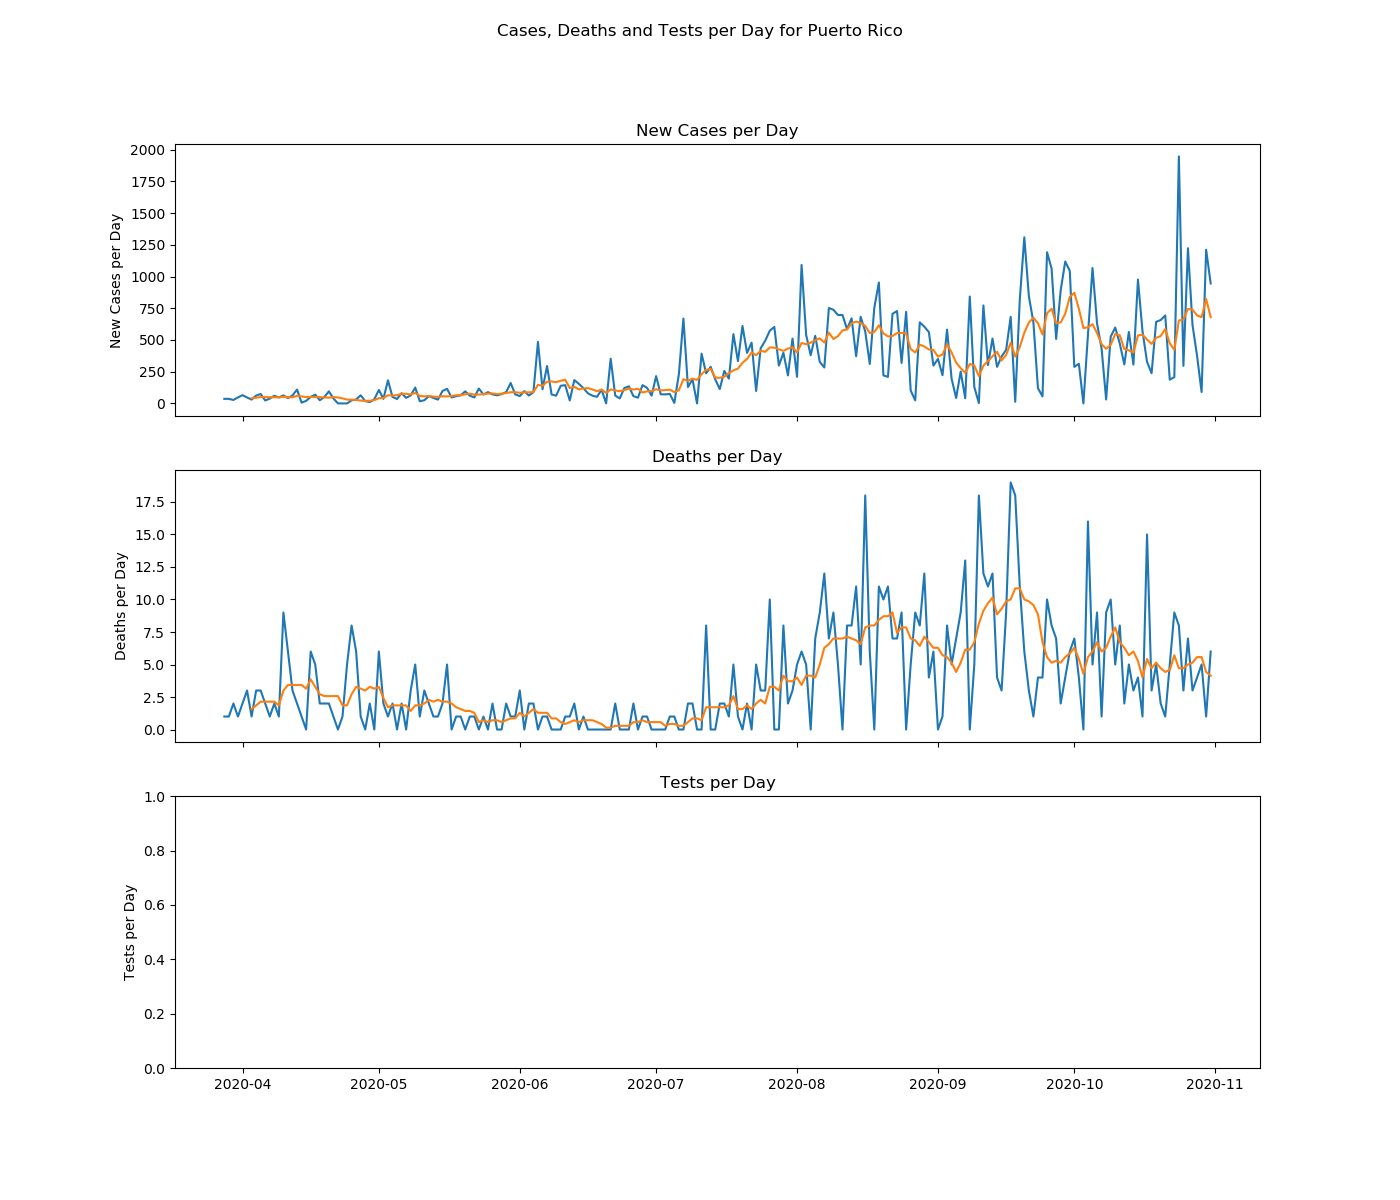 Cases, Deaths and Tests per Day for Puerto Rico
New Cases per Day
2000
1750
1500
1250
1000
750
500
250
0
New Cases per Day
Deaths per Day
17.5
15.0
12.5
10.0
7.5
5.0
2.5
0.0
Deaths per Day
Tests per Day
1.0
0.8
0.6
0.4
0.2
0.0
Tests per Day
2020-04 2020-05 2020-06 2020-07 2020-08 2020-09 2020-10 2020-11